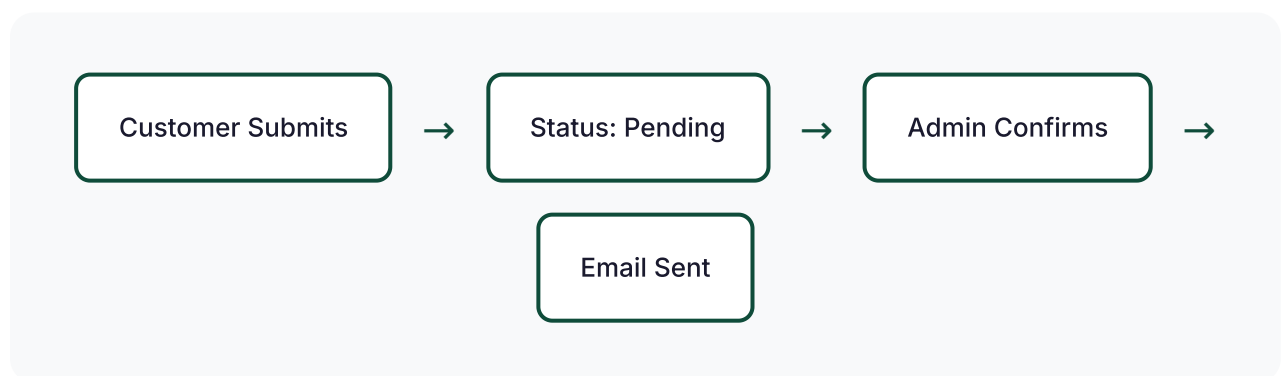 Customer Submits → Status: Pending → Admin Confirms →
Email Sent